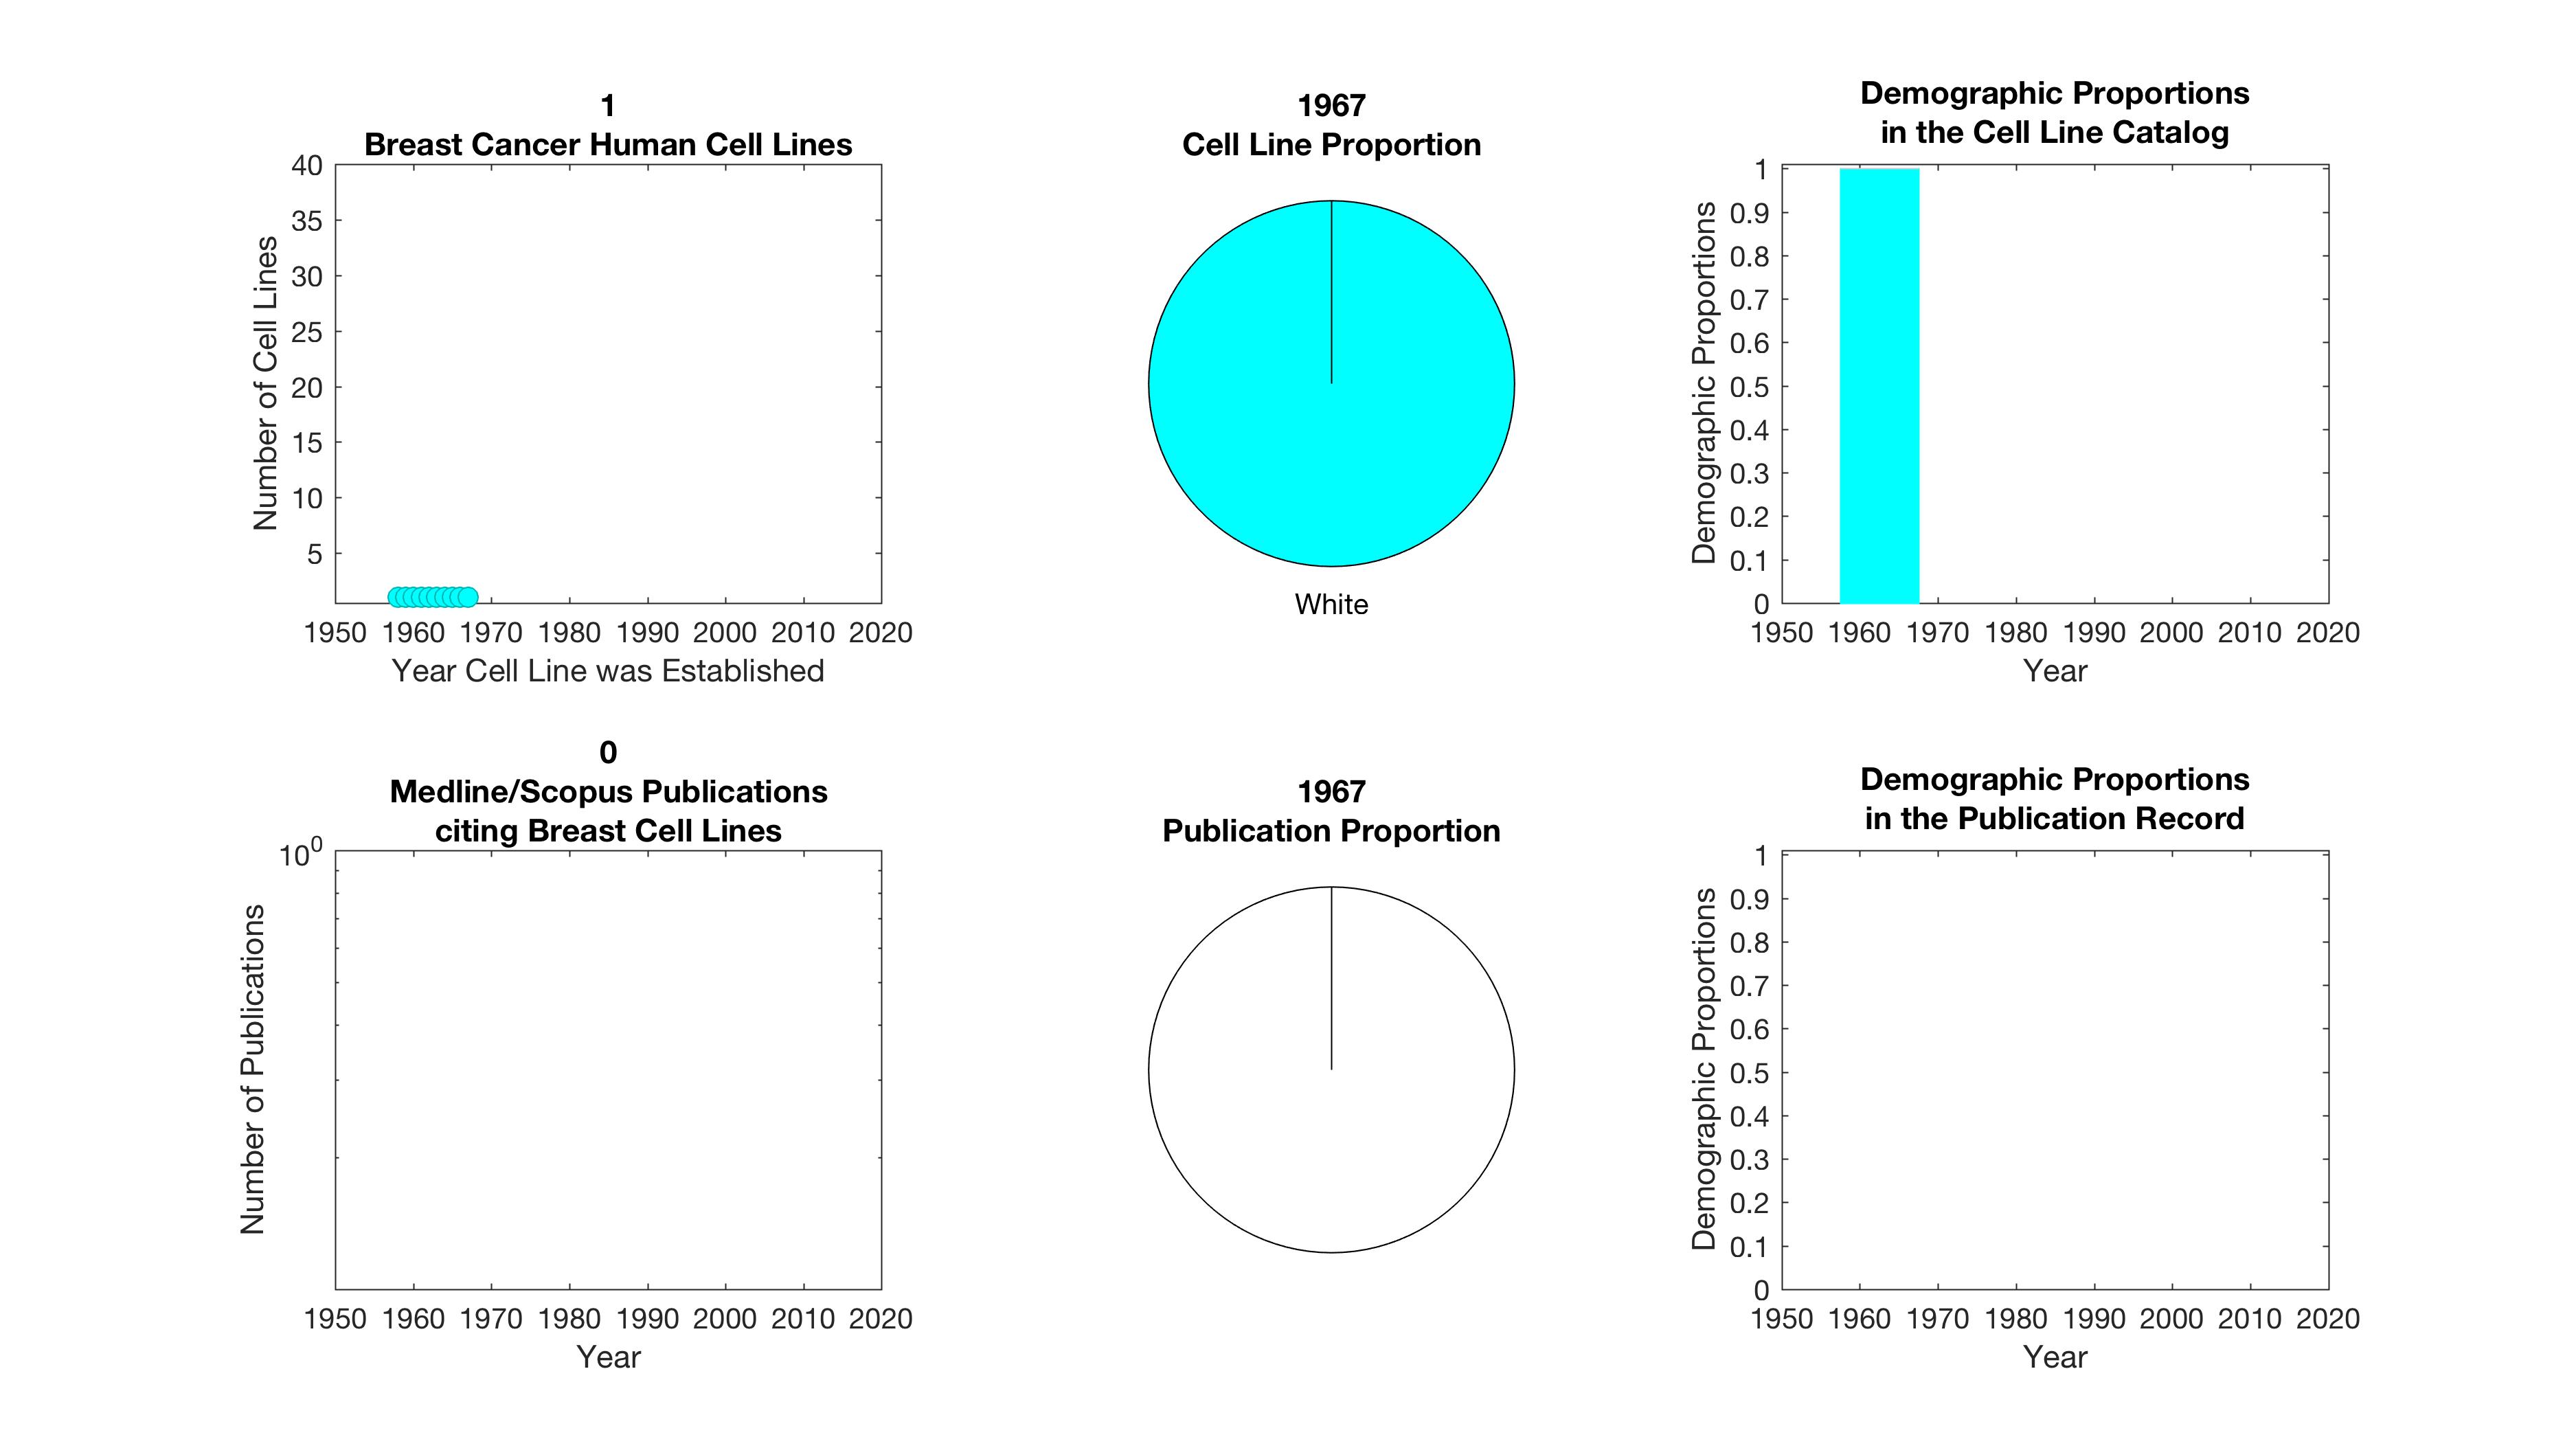 1
Breast Cancer Human Cell Lines
40
35
30
25
20
15
10
5
Number of Cell Lines
1950 1960 1970 1980 1990 2000 2010 2020
Year Cell Line was Established
1967
Cell Line Proportion
White
Demographic Proportions
in the Cell Line Catalog
1
0.9
0.8
0.7
0.6
0.5
0.4
0.3
0.2
0.1
0
Demographic Proportions
1950 1960 1970 1980 1990 2000 2010 2020
Year
0
Medline/Scopus Publications
citing Breast Cell Lines
10^0
Number of Publications
1950 1960 1970 1980 1990 2000 2010 2020
Year
1967
Publication Proportion
Demographic Proportions
in the Publication Record
1
0.9
0.8
0.7
0.6
0.5
0.4
0.3
0.2
0.1
0
Demographic Proportions
1950 1960 1970 1980 1990 2000 2010 2020
Year